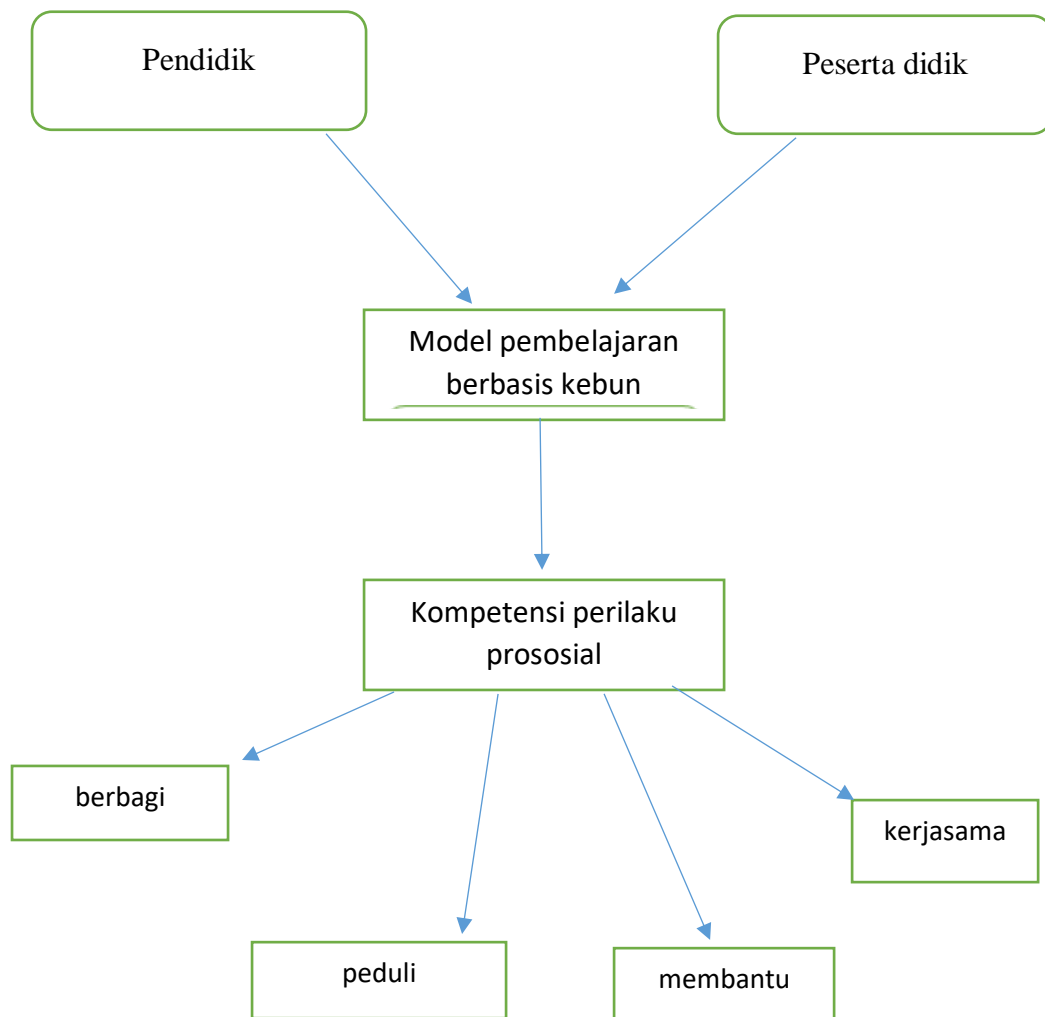 Pendidik
Peserta didik
Model pembelajaran
berbasis kebun
Kompetensi perilaku
prososial
berbagi
kerjasama
peduli
membantu